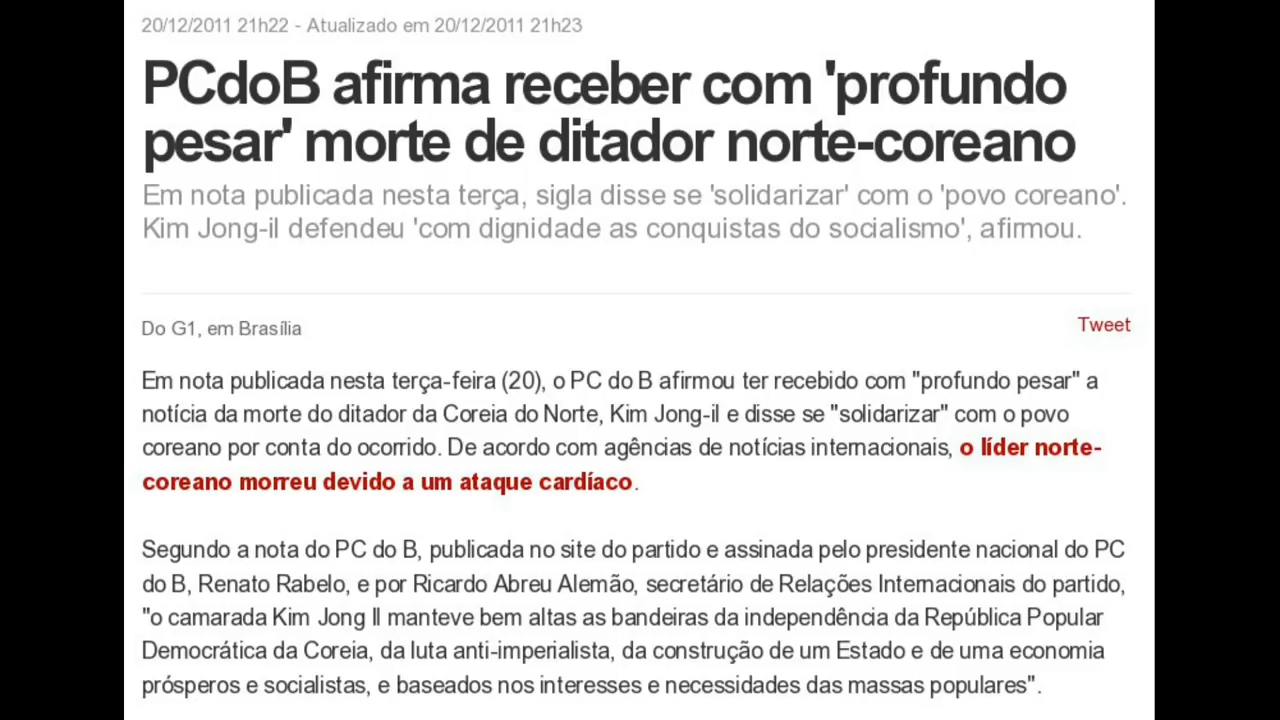 20/12/2011 21h22 - Atualizado em 20/12/2011 21h23
PCdoB afirma receber com 'profundo
pesar' morte de ditador norte-coreano
Em nota publicada nesta terça, sigla disse se 'solidarizar' com o 'povo coreano'.
Kim Jong-il defendeu 'com dignidade as conquistas do socialismo', afirmou.
Do G1, em Brasília
Tweet
Em nota publicada nesta terça-feira (20), o PC do B afirmou ter recebido com "profundo pesar" a
notícia da morte do ditador da Coreia do Norte, Kim Jong-il e disse se "solidarizar" com o povo
coreano por conta do ocorrido. De acordo com agências de notícias internacionais, o líder norte-
coreano morreu devido a um ataque cardíaco.
Segundo a nota do PC do B, publicada no site do partido e assinada pelo presidente nacional do PC
do B, Renato Rabelo, e por Ricardo Abreu Alemão, secretário de Relações Internacionais do partido,
"o camarada Kim Jong Il manteve bem altas as bandeiras da independência da República Popular
Democrática da Coreia, da luta anti-imperialista, da construção de um Estado e de uma economia
prósperos e socialistas, e baseados nos interesses e necessidades das massas populares".